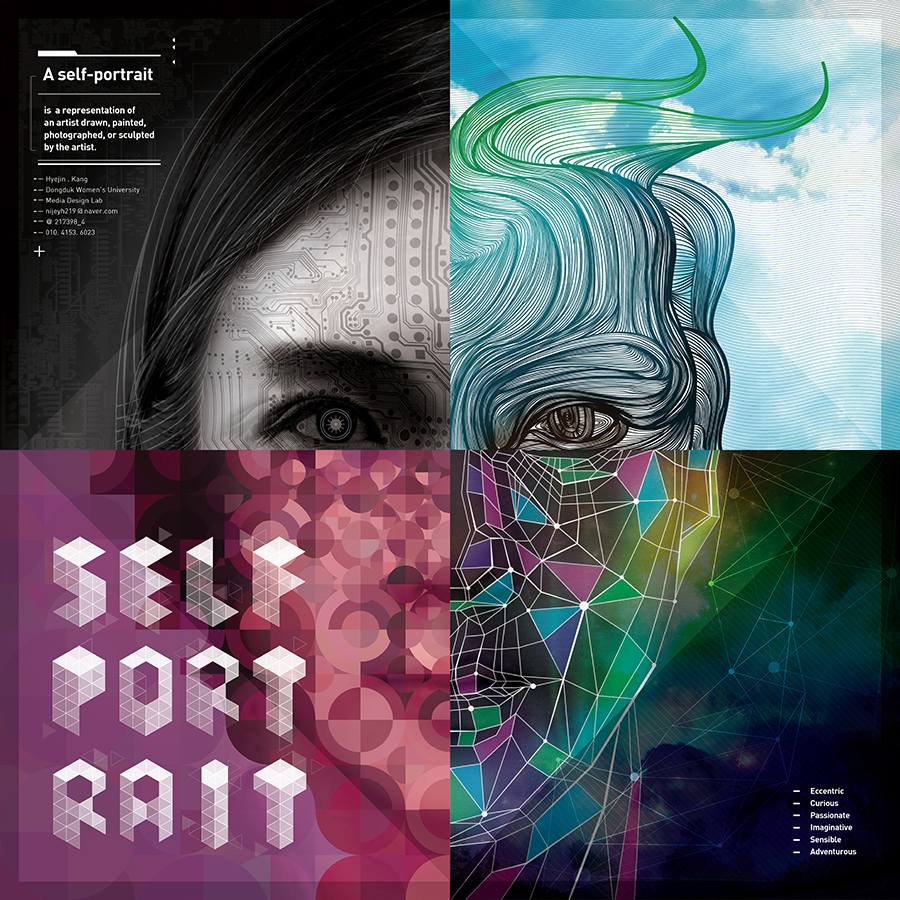 A self-portrait
is a representation of
an artist drawn, painted,
photographed, or sculpted
by the artist.
Hyejin . Kang
Dongduk Women's University
Media Design Lab
nijeyh219@naver.com
@ 217398_4
010. 4153. 6023
SELF
PORT
RAIT
Eccentric
Curious
Passionate
Imaginative
Sensible
Adventurous